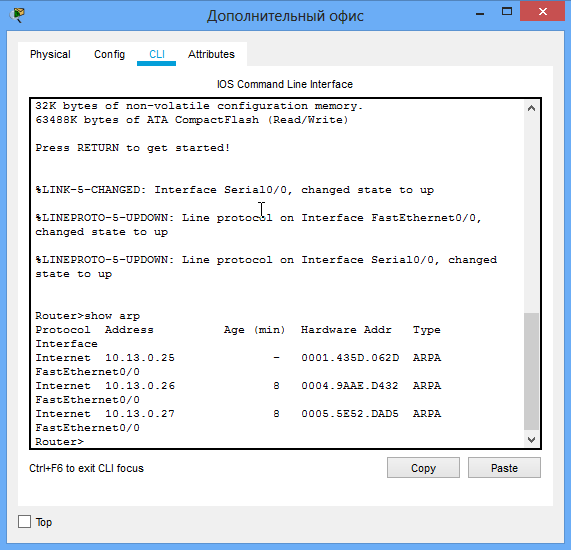 Дополнительный офис
Physical Config CLI Attributes
IOS Command Line Interface
32K bytes of non-volatile configuration memory.
63488K bytes of ATA CompactFlash (Read/Write)
Press RETURN to get started!
%LINK-5-CHANGED: Interface Serial0/0, changed state to up
%LINEPROTO-5-UPDOWN: Line protocol on Interface FastEthernet0/0,
changed state to up
%LINEPROTO-5-UPDOWN: Line protocol on Interface Serial0/0, changed
state to up
Router>show arp
Protocol  Address          Age (min)  Hardware Addr   Type
Interface
Internet  10.13.0.25              -   0001.435D.062D  ARPA
FastEthernet0/0
Internet  10.13.0.26              8   0004.9AAE.D432  ARPA
FastEthernet0/0
Internet  10.13.0.27              8   0005.5E52.DAD5  ARPA
FastEthernet0/0
Router>
Ctrl+F6 to exit CLI focus Copy Paste
Top